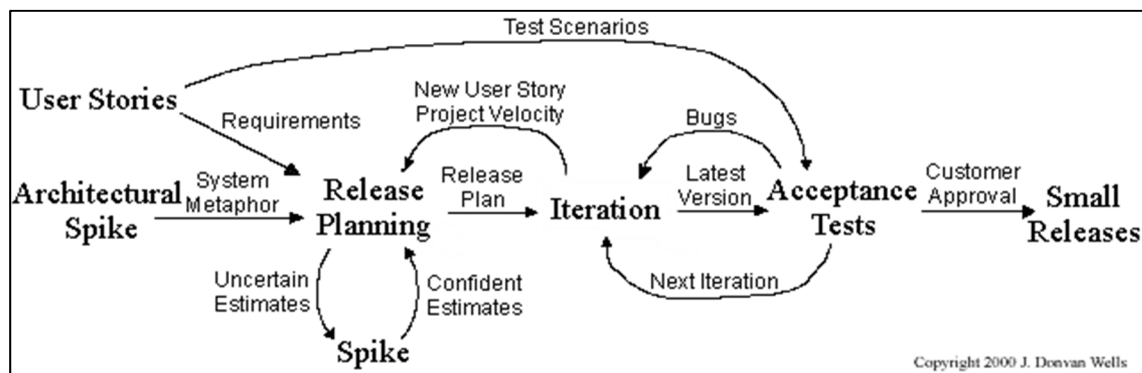 Test Scenarios
User Stories
New User Story
Project Velocity
Bugs
Requirements
Architectural
Spike
System
Metaphor
Release
Planning
Release
Plan
Iteration
Latest
Version
Acceptance
Tests
Customer
Approval
Small
Releases
Uncertain
Estimates
Confident
Estimates
Next Iteration
Spike
Copyright 2000 J. Donvan Wells